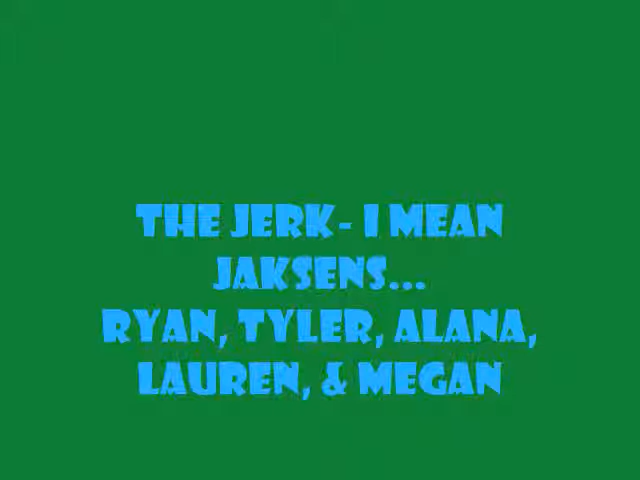 THE JERK- I MEAN
JAKSENS...
RYAN, TYLER, ALANA,
LAUREN, & MEGAN